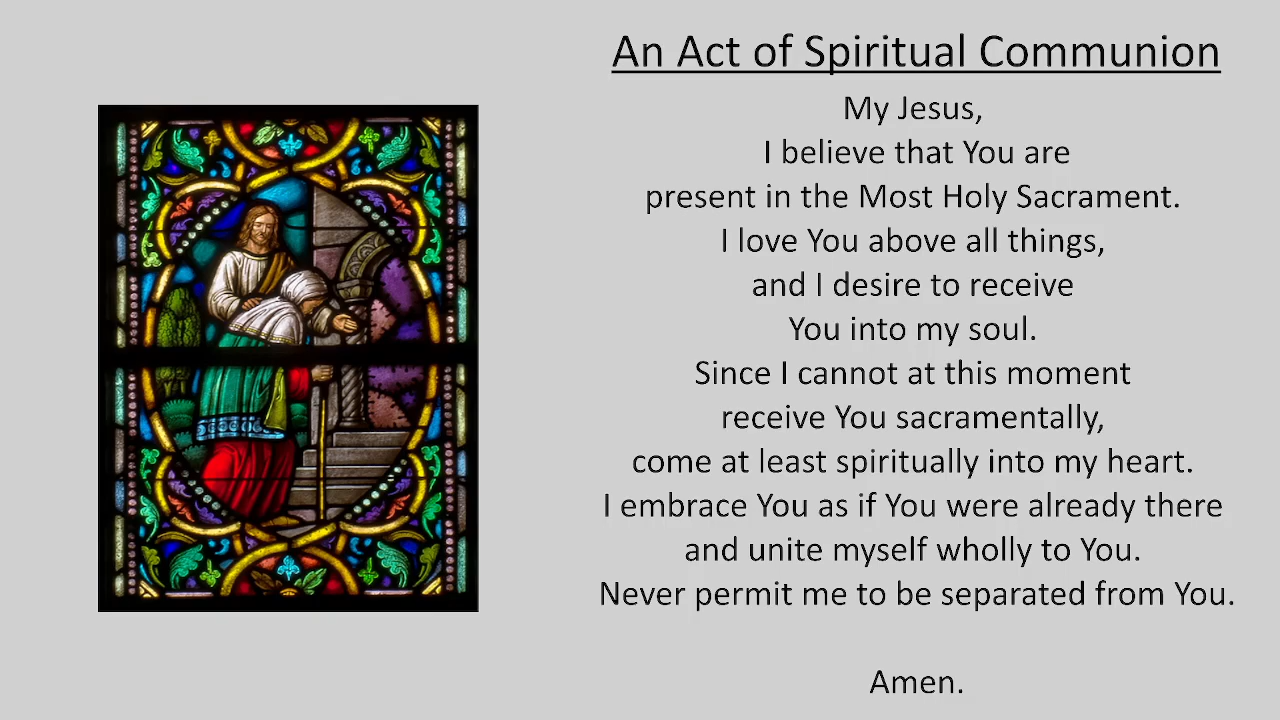 An Act of Spiritual Communion
My Jesus,
I believe that You are
present in the Most Holy Sacrament.
I love You above all things,
and I desire to receive
You into my soul.
Since I cannot at this moment
receive You sacramentally,
come at least spiritually into my heart.
I embrace You as if You were already there
and unite myself wholly to You.
Never permit me to be separated from You.
Amen.